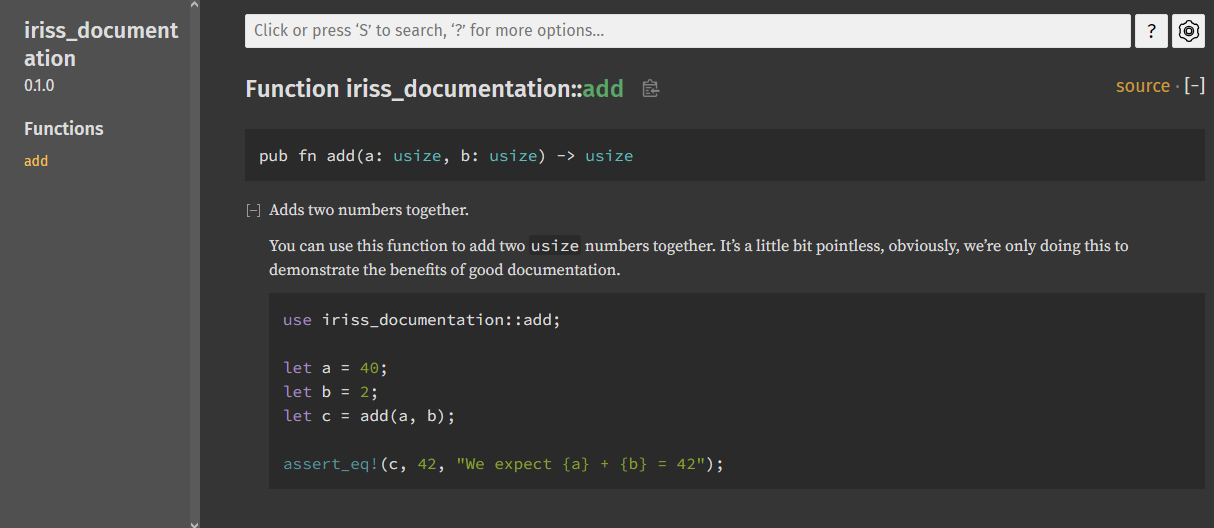 iriss_document
ation
0.1.0
Functions
add
Click or press ‘S’ to search, ‘?’ for more options…
?
Function iriss_documentation::add
source · [−]
pub fn add(a: usize, b: usize) -> usize
[−] Adds two numbers together.
You can use this function to add two usize numbers together. It’s a little bit pointless, obviously, we’re only doing this to
demonstrate the benefits of good documentation.
use iriss_documentation::add;
let a = 40;
let b = 2;
let c = add(a, b);
assert_eq!(c, 42, "We expect {a} + {b} = 42");